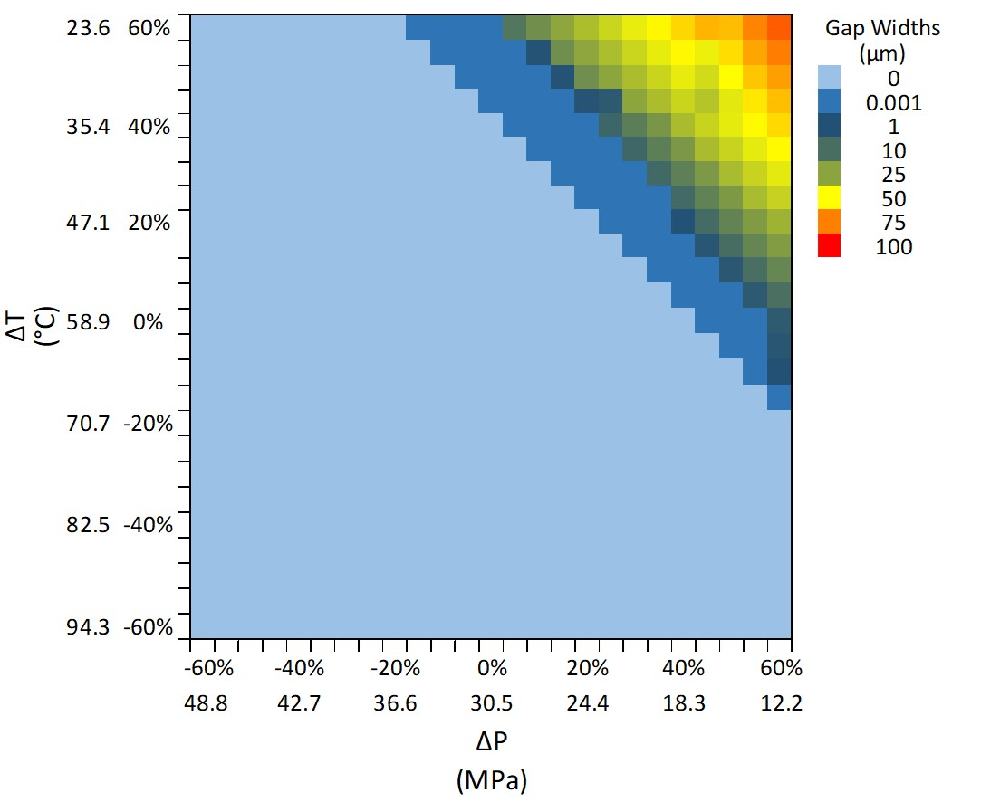 23.6 60%
35.4 40%
47.1 20%
58.9 0%
70.7 -20%
82.5 -40%
94.3 -60%
ΔT
(°C)
-60% -40% -20% 0% 20% 40% 60%
48.8 42.7 36.6 30.5 24.4 18.3 12.2
ΔP
(MPa)
Gap Widths
(µm)
0
0.001
1
10
25
50
75
100